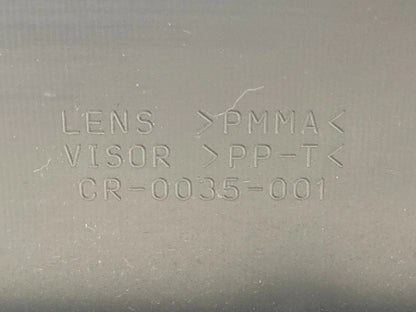 LENS >PMMA<
VISOR >PP-T<
CR-0035-001